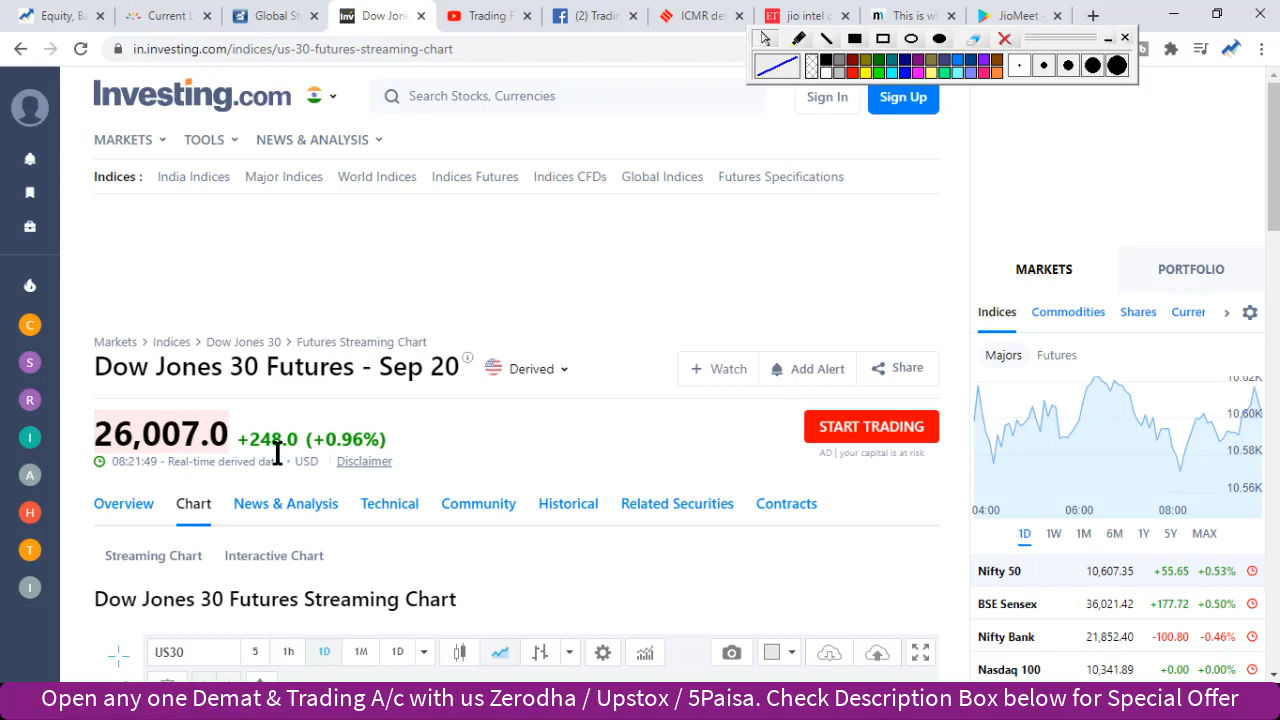 Equity, B
Current L
Global St
Inv Dow Jone
Trading F
(2) Tradin
ICMR de
ET jio intel c
m This is w
JioMeet -
in.investing.com/indices/us-30-futures-streaming-chart
Investing.com
Search Stocks, Currencies
Sign In
Sign Up
MARKETS TOOLS NEWS & ANALYSIS
Indices : India Indices Major Indices World Indices Indices Futures Indices CFDs Global Indices Futures Specifications
MARKETS PORTFOLIO
Indices Commodities Shares Currer
Majors Futures
Markets Indices Dow Jones 30 Futures Streaming Chart
Dow Jones 30 Futures - Sep 20
Derived
Watch
Add Alert
Share
26,007.0 +248.0 (+0.96%)
08:21:49 - Real-time derived data • USD Disclaimer
START TRADING
AD | your capital is at risk
Overview Chart News & Analysis Technical Community Historical Related Securities Contracts
Streaming Chart Interactive Chart
Dow Jones 30 Futures Streaming Chart
US30 5 1h 1D 1M 1D
10.62K
10.60K
10.58K
10.56K
04:00 06:00 08:00
1D 1W 1M 6M 1Y 5Y MAX
Nifty 50 10,607.35 +55.65 +0.53%
BSE Sensex 36,021.42 +177.72 +0.50%
Nifty Bank 21,852.40 -100.80 -0.46%
Nasdaq 100 10,341.89 +0.00 +0.00%
C
S
R
I
A
H
T
I
Open any one Demat & Trading A/c with us Zerodha / Upstox / 5Paisa. Check Description Box below for Special Offer